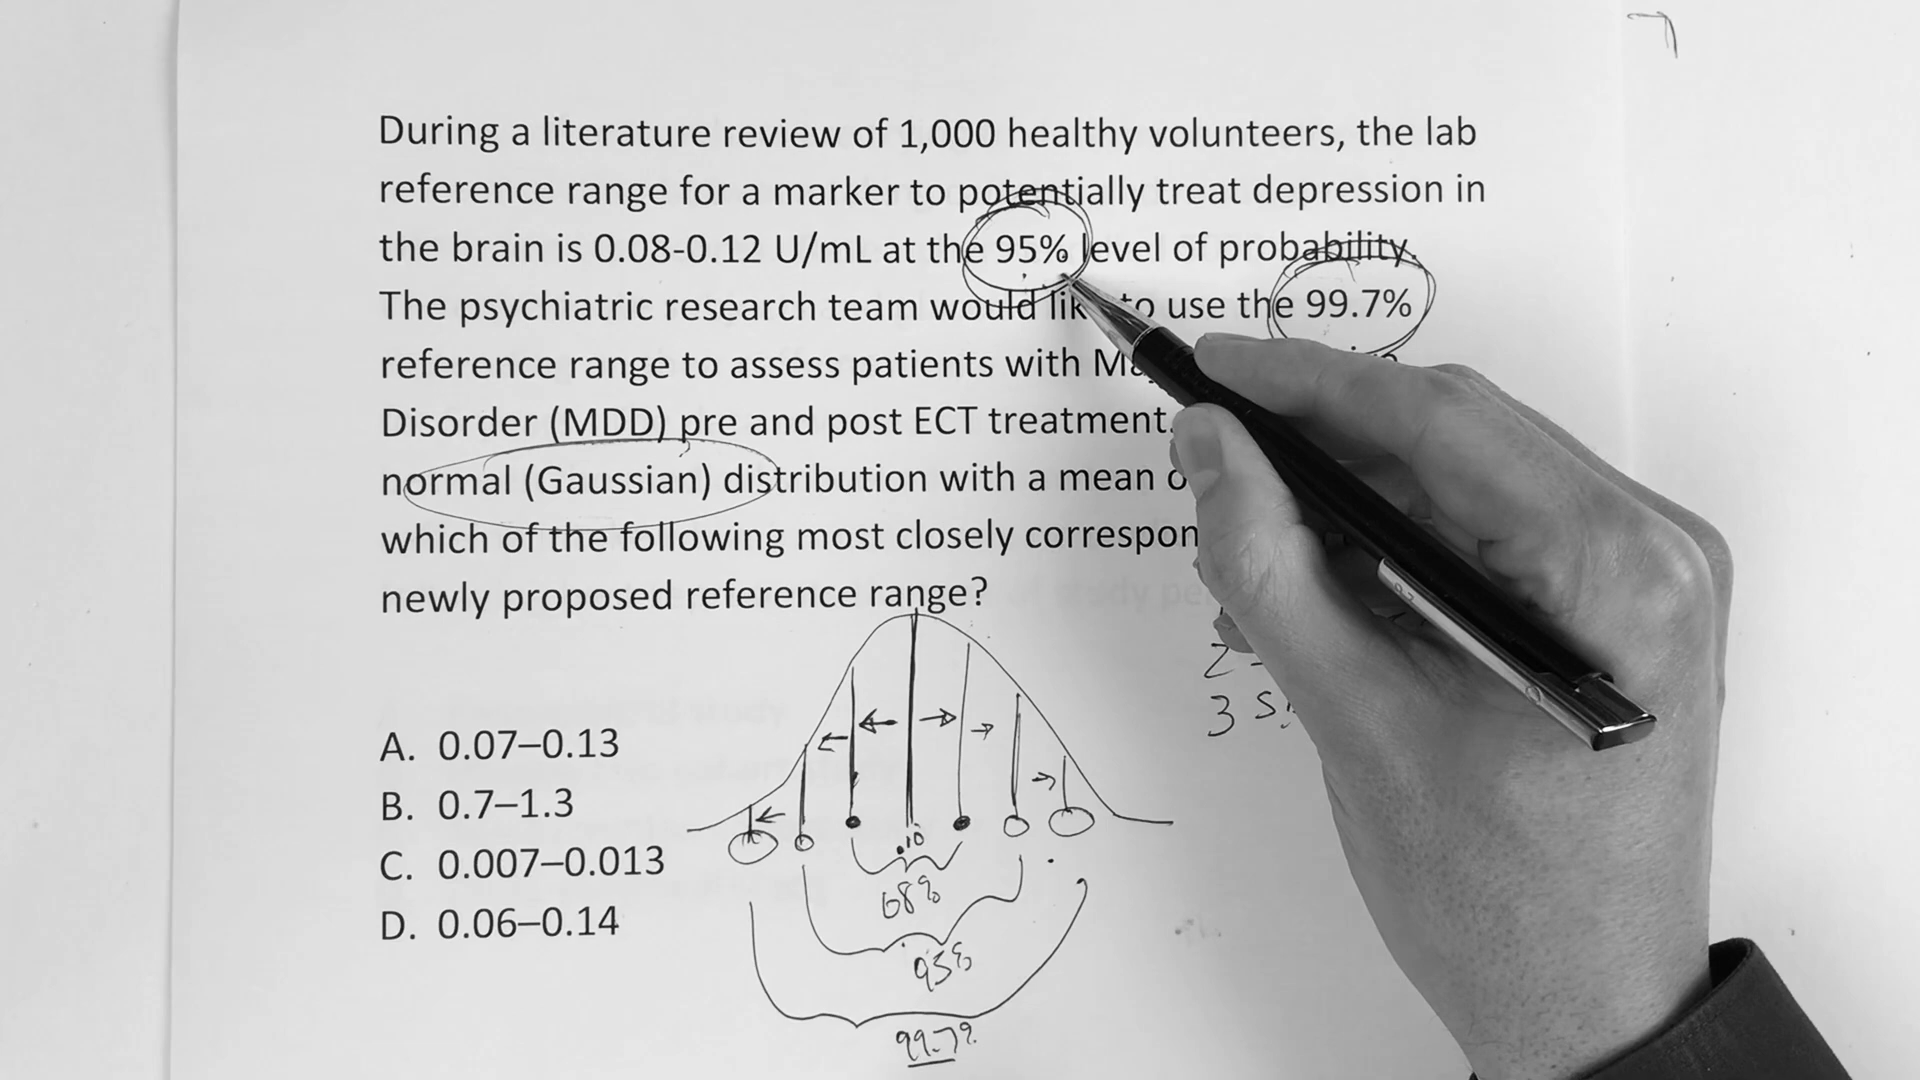 During a literature review of 1,000 healthy volunteers, the lab
reference range for a marker to potentially treat depression in
the brain is 0.08-0.12 U/mL at the 95% level of probability.
The psychiatric research team would to use the 99.7%
reference range to assess patients with
Disorder (MDD) pre and post ECT treatment.
normal (Gaussian) distribution with a mean
which of the following most closely
newly proposed reference range?
A. 0.07–0.13
B. 0.7–1.3
C. 0.007–0.013
D. 0.06–0.14
2
3
.10
68%
95%
99.7%